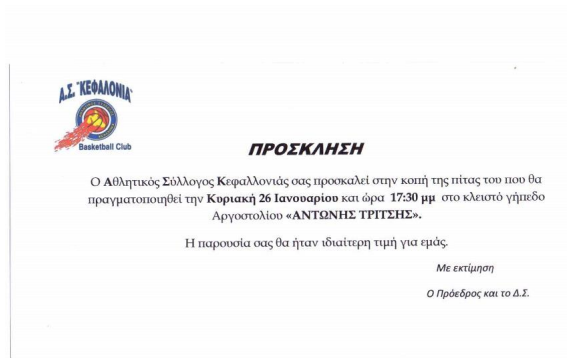 Α.Σ. "ΚΕΦΑΛΟΝΙΑ"
Basketball Club
ΠΡΟΣΚΛΗΣΗ
Ο Αθλητικός Σύλλογος Κεφαλλονιάς σας προσκαλεί στην κοπή της πίτας του που θα
πραγματοποιηθεί την Κυριακή 26 Ιανουαρίου και ώρα 17:30 μμ στο κλειστό γήπεδο
Αργοστολίου «ΑΝΤΩΝΗΣ ΤΡΙΤΣΗΣ».
Η παρουσία σας θα ήταν ιδιαίτερη τιμή για εμάς.
Με εκτίμηση
Ο Πρόεδρος και το Δ.Σ.